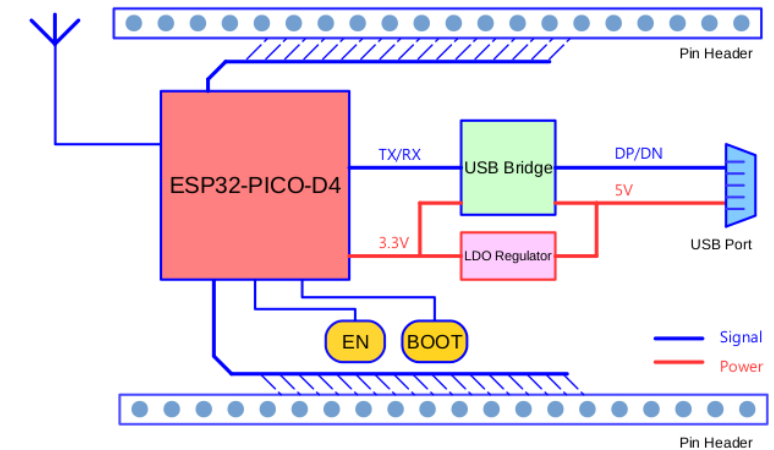 Pin Header
TX/RX
USB Bridge
DP/DN
ESP32-PICO-D4
5V
3.3V
LDO Regulator
USB Port
EN
BOOT
Signal
Power
Pin Header